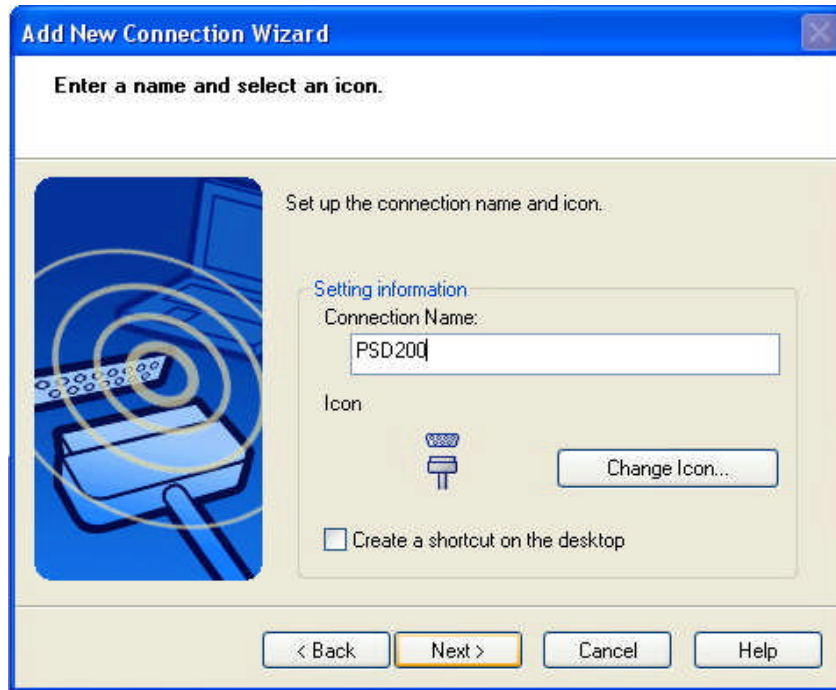 Add New Connection Wizard
Enter a name and select an icon.
Set up the connection name and icon.
Setting information
Connection Name:
PSD200
Icon
Change Icon...
Create a shortcut on the desktop
< Back Next > Cancel Help